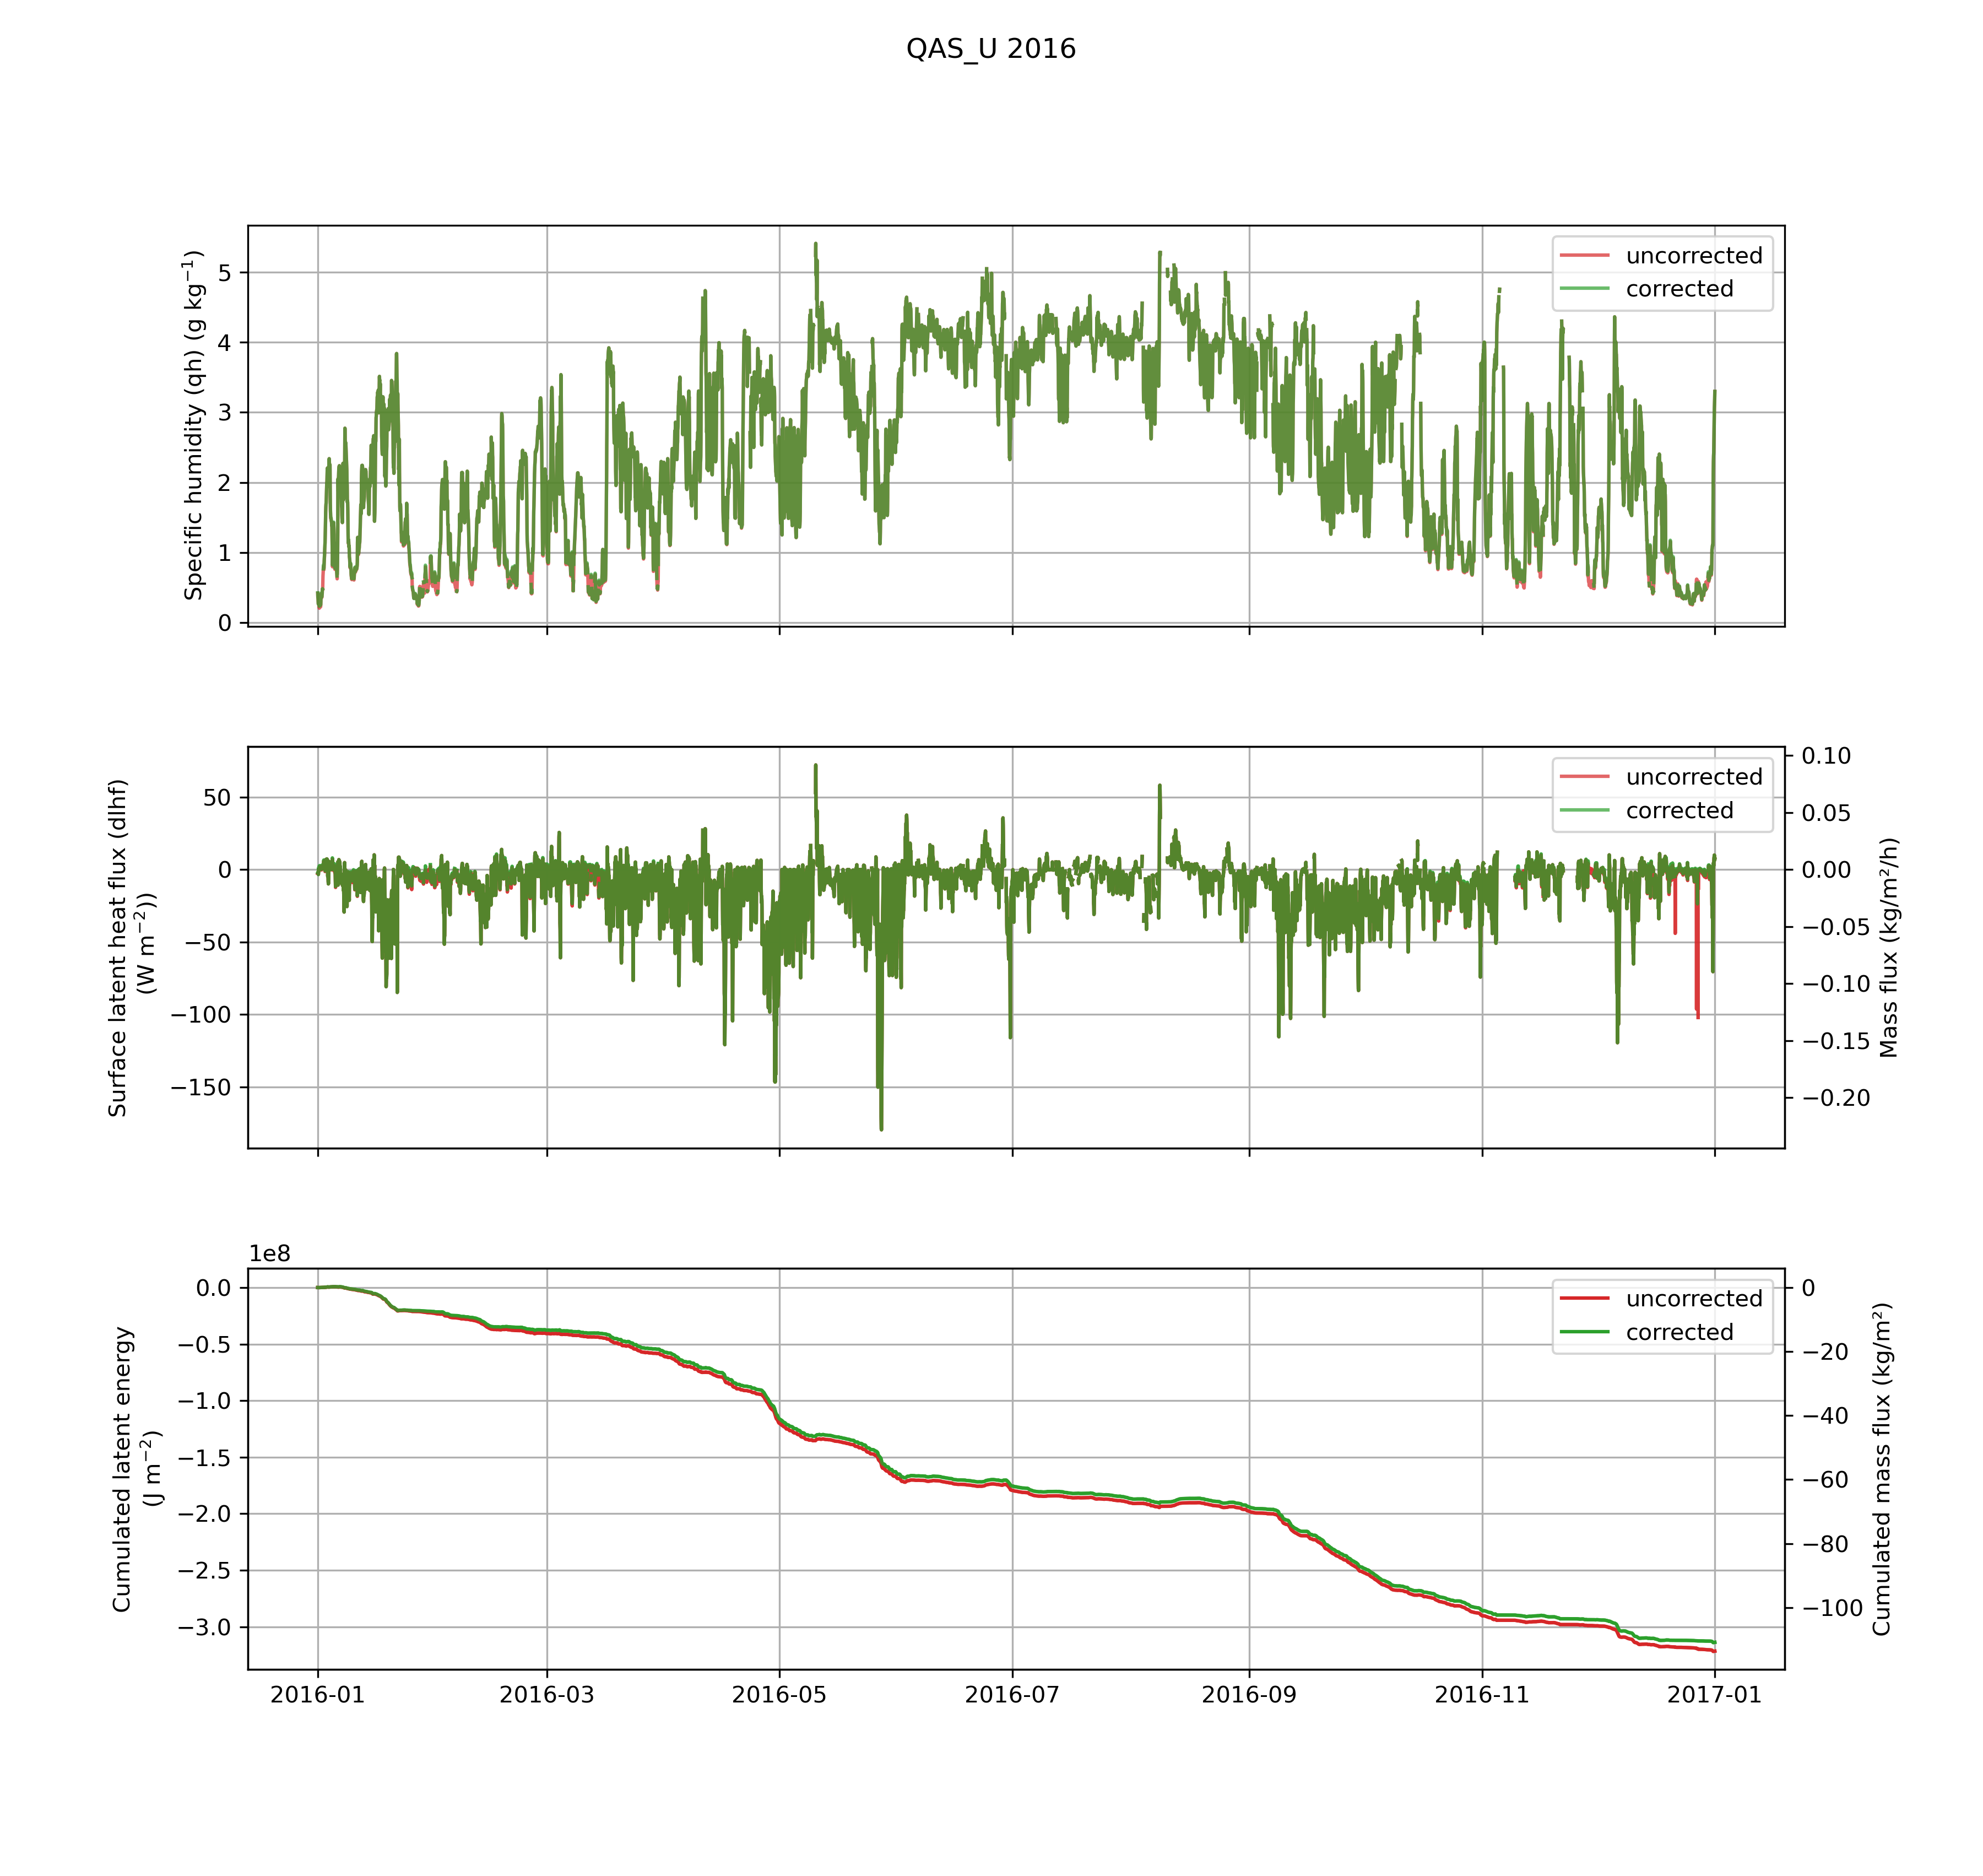 QAS_U 2016
Specific humidity (qh) (g kg⁻¹)
5
4
3
2
1
0
uncorrected
corrected
Surface latent heat flux (dlhf)
(W m⁻²))
50
0
−50
−100
−150
uncorrected
corrected
0.10
0.05
0.00
−0.05
−0.10
−0.15
−0.20
Mass flux (kg/m²/h)
1e8
Cumulated latent energy
(J m⁻²)
0.0
−0.5
−1.0
−1.5
−2.0
−2.5
−3.0
uncorrected
corrected
0
−20
−40
−60
−80
−100
Cumulated mass flux (kg/m²)
2016-01 2016-03 2016-05 2016-07 2016-09 2016-11 2017-01